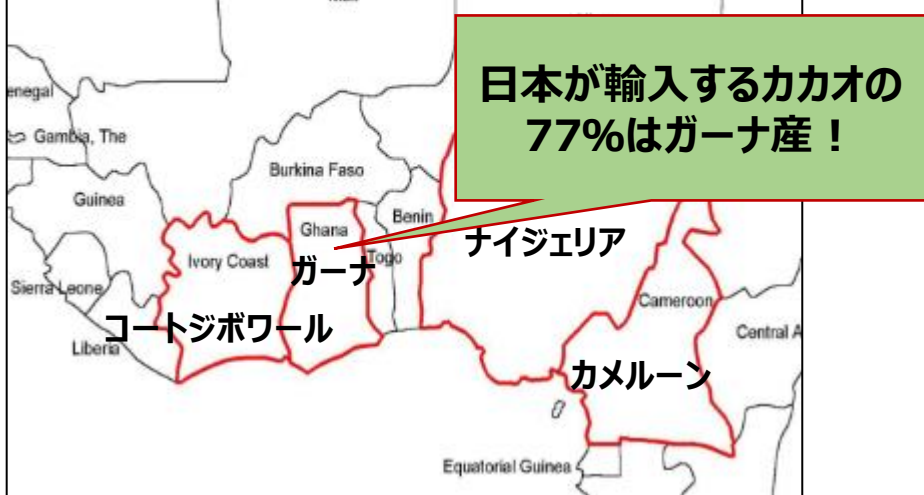 日本が輸入するカカオの
77%はガーナ産！
enegal
Gambia, The
Burkina Faso
Guinea
Benin
Ghana
ナイジェリア
Ivory Coast
Togo
ガーナ
Sierra Leone
Cameroon
コートジボワール
Central A
Liberia
カメルーン
Equatorial Guinea